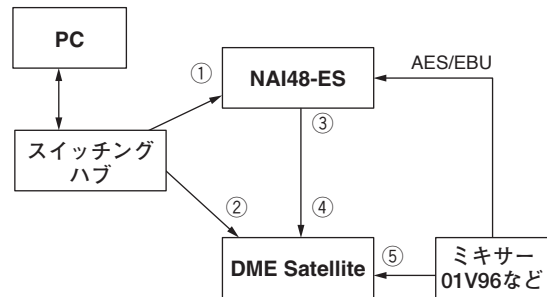 PC
①
NAI48-ES
AES/EBU
③
スイッチング
ハブ
②
④
DME Satellite
⑤
ミキサー
01V96など